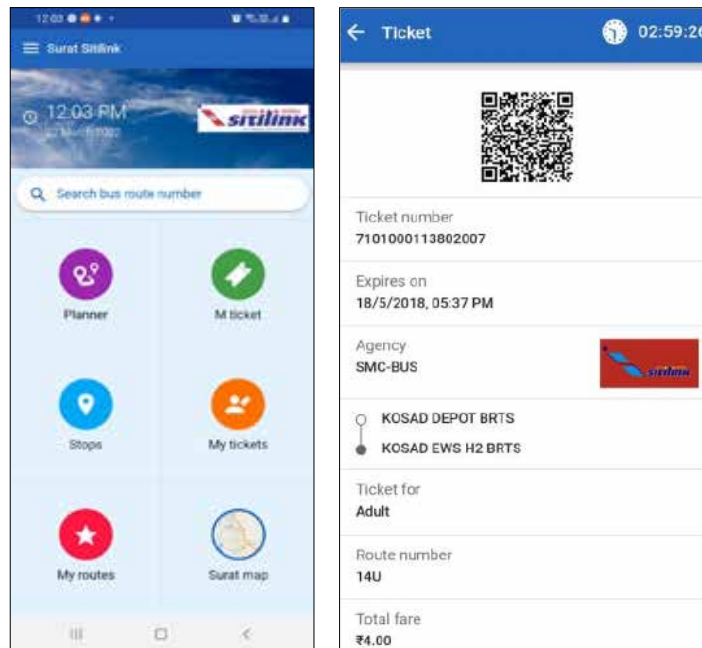 12:03
Surat Sitilink
12:03 PM
sitilink
Search bus route number
Planner
M ticket
Stops
My tickets
My routes
Surat map
Ticket
02:59:26
Ticket number
7101000113802007
Expires on
18/5/2018, 05:37 PM
Agency
SMC-BUS
sitilink
KOSAD DEPOT BRTS
KOSAD EWS H2 BRTS
Ticket for
Adult
Route number
14U
Total fare
₹4.00